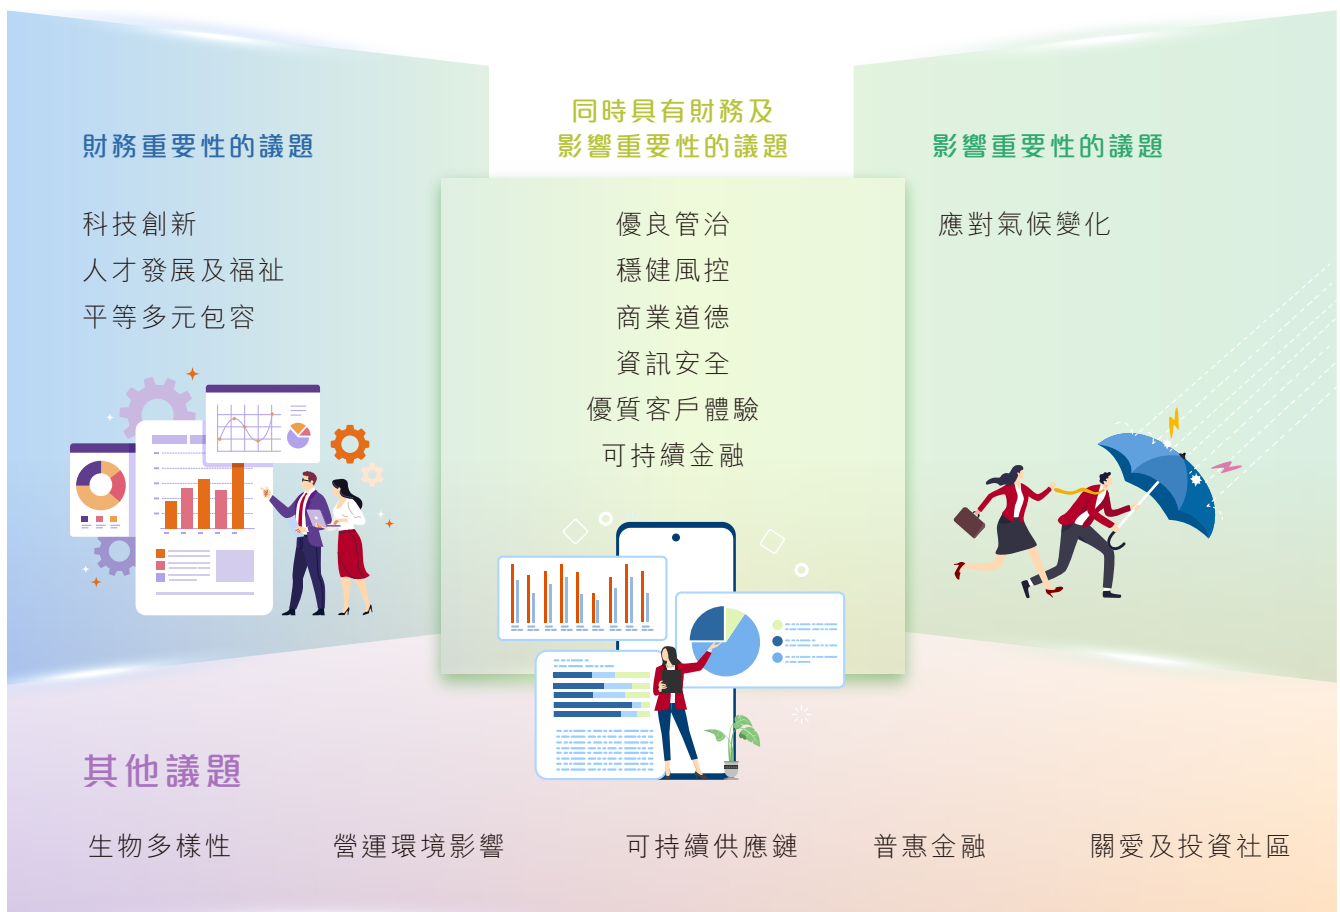 財務重要性的議題
科技創新
人才發展及福祉
平等多元包容
同時具有財務及
影響重要性的議題
優良管治
穩健風控
商業道德
資訊安全
優質客戶體驗
可持續金融
影響重要性的議題
應對氣候變化
其他議題
生物多樣性
營運環境影響
可持續供應鏈
普惠金融
關愛及投資社區